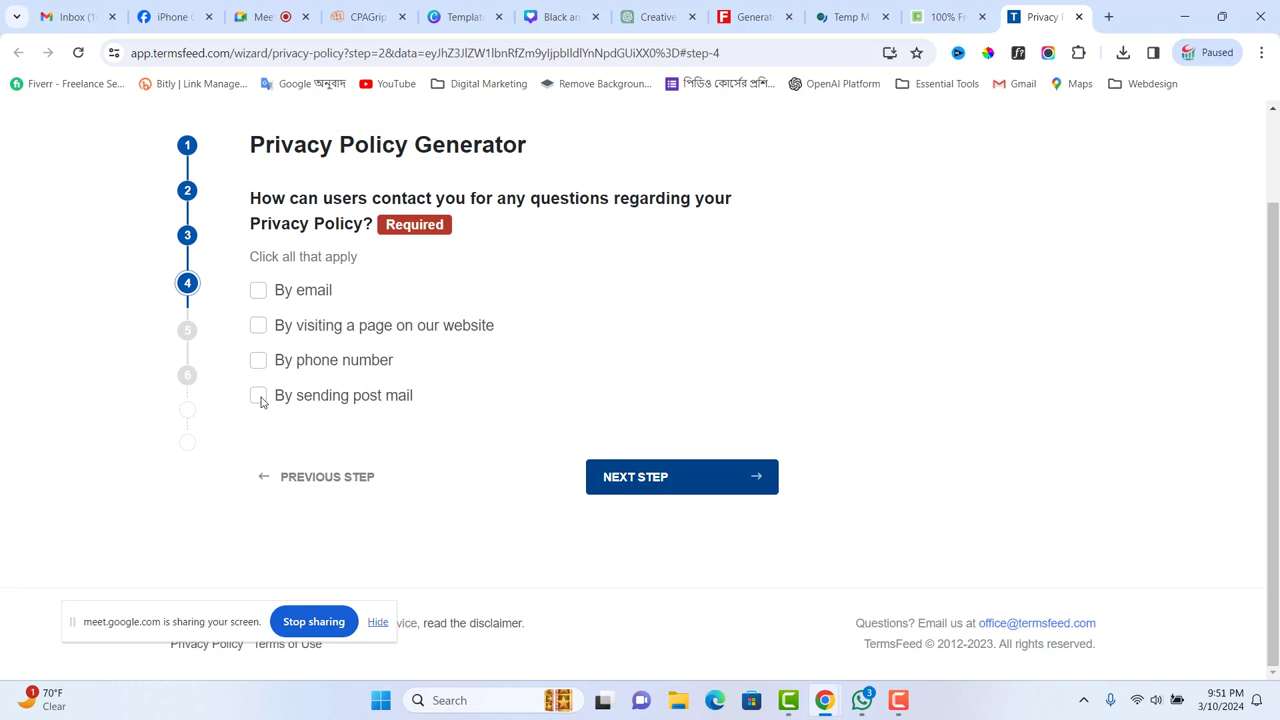 Inbox (1
iPhone
Mee
CPAGrip
Templat
Black an
Creative
Generat
Temp M
100% Fr
Privacy
app.termsfeed.com/wizard/privacy-policy?step=2&data=eyJhZ3JlZW1lbnRfZm9yIjpbIldlYnNpdGUiXX0%3D#step-4
Paused
Fiverr - Freelance Se...
Bitly | Link Manage...
Google অনুবাদ
YouTube
Digital Marketing
Remove Backgroun...
পিডিও কোর্সের প্রশি...
OpenAI Platform
Essential Tools
Gmail
Maps
Webdesign
1
Privacy Policy Generator
2
How can users contact you for any questions regarding your
Privacy Policy? Required
3
Click all that apply
4
By email
By visiting a page on our website
5
By phone number
6
By sending post mail
PREVIOUS STEP
NEXT STEP
meet.google.com is sharing your screen.
Stop sharing
Hide
vice, read the disclaimer.
Questions? Email us at office@termsfeed.com
Privacy Policy
Terms of Use
TermsFeed © 2012-2023. All rights reserved.
1
70°F
Clear
Search
3
9:51 PM
3/10/2024